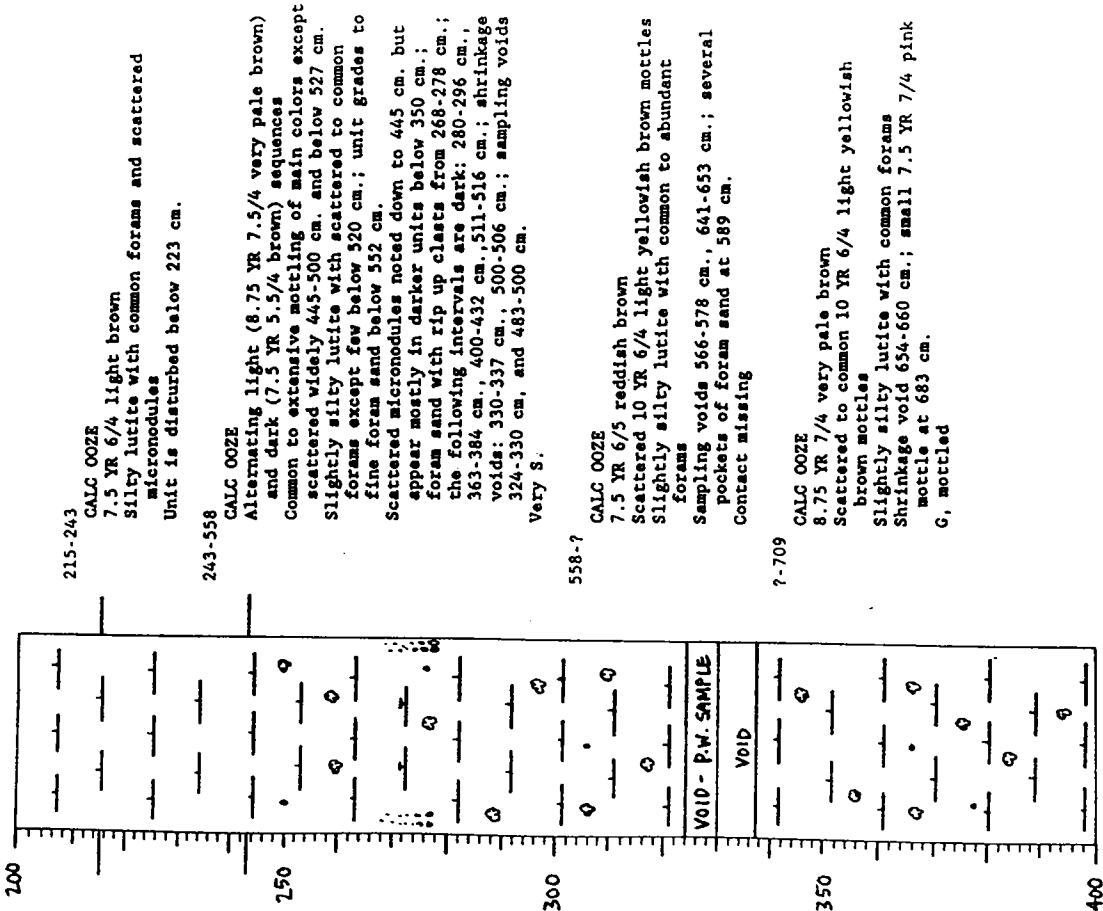 215-243
CALC OOZE
7.5 YR 6/4 light brown
Silty lutite with common forams and scattered
micronodules
Unit is disturbed below 223 cm.
243-558
CALC OOZE
Alternating light (8.75 YR 7.5/4 very pale brown)
and dark (7.5 YR 5.5/4 brown) sequences
Common to extensive mottling of main colors except
scattered widely 445-500 cm. and below 527 cm.
Slightly silty lutite with scattered to common
forams except few below 520 cm.; unit grades to
fine foram sand below 552 cm.
Scattered micronodules noted down to 445 cm. but
appear mostly in darker units below 350 cm.;
foram sand with rip up clasts from 268-278 cm.;
the following intervals are dark: 280-296 cm.,
363-384 cm., 400-432 cm.,511-516 cm.; shrinkage
voids: 330-337 cm., 500-506 cm.; sampling voids
324-330 cm, and 483-500 cm.
Very S.
558-?
CALC OOZE
7.5 YR 6/5 reddish brown
Scattered 10 YR 6/4 light yellowish brown mottles
Slightly silty lutite with common to abundant
forams
Sampling voids 566-578 cm., 641-653 cm.; several
pockets of foram sand at 589 cm.
Contact missing
?-709
CALC OOZE
8.75 YR 7/4 very pale brown
Scattered to common 10 YR 6/4 light yellowish
brown mottles
Slightly silty lutite with common forams
Shrinkage void 654-660 cm.; small 7.5 YR 7/4 pink
mottle at 683 cm.
G, mottled
200
250
300
350
400
VOID - P.W. SAMPLE
VOID